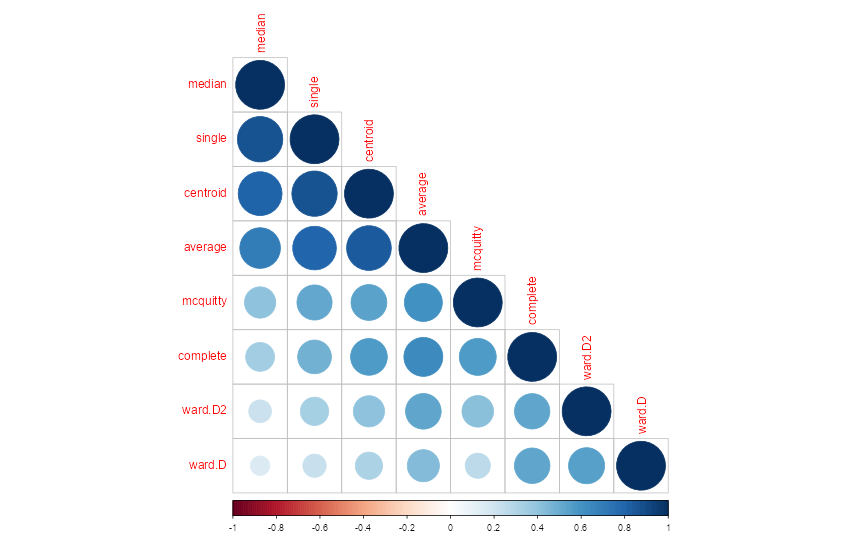 median
median
single
single
centroid
centroid
average
average
mcquitty
mcquitty
complete
complete
ward.D2
ward.D2
ward.D
ward.D
-1 -0.8 -0.6 -0.4 -0.2 0 0.2 0.4 0.6 0.8 1